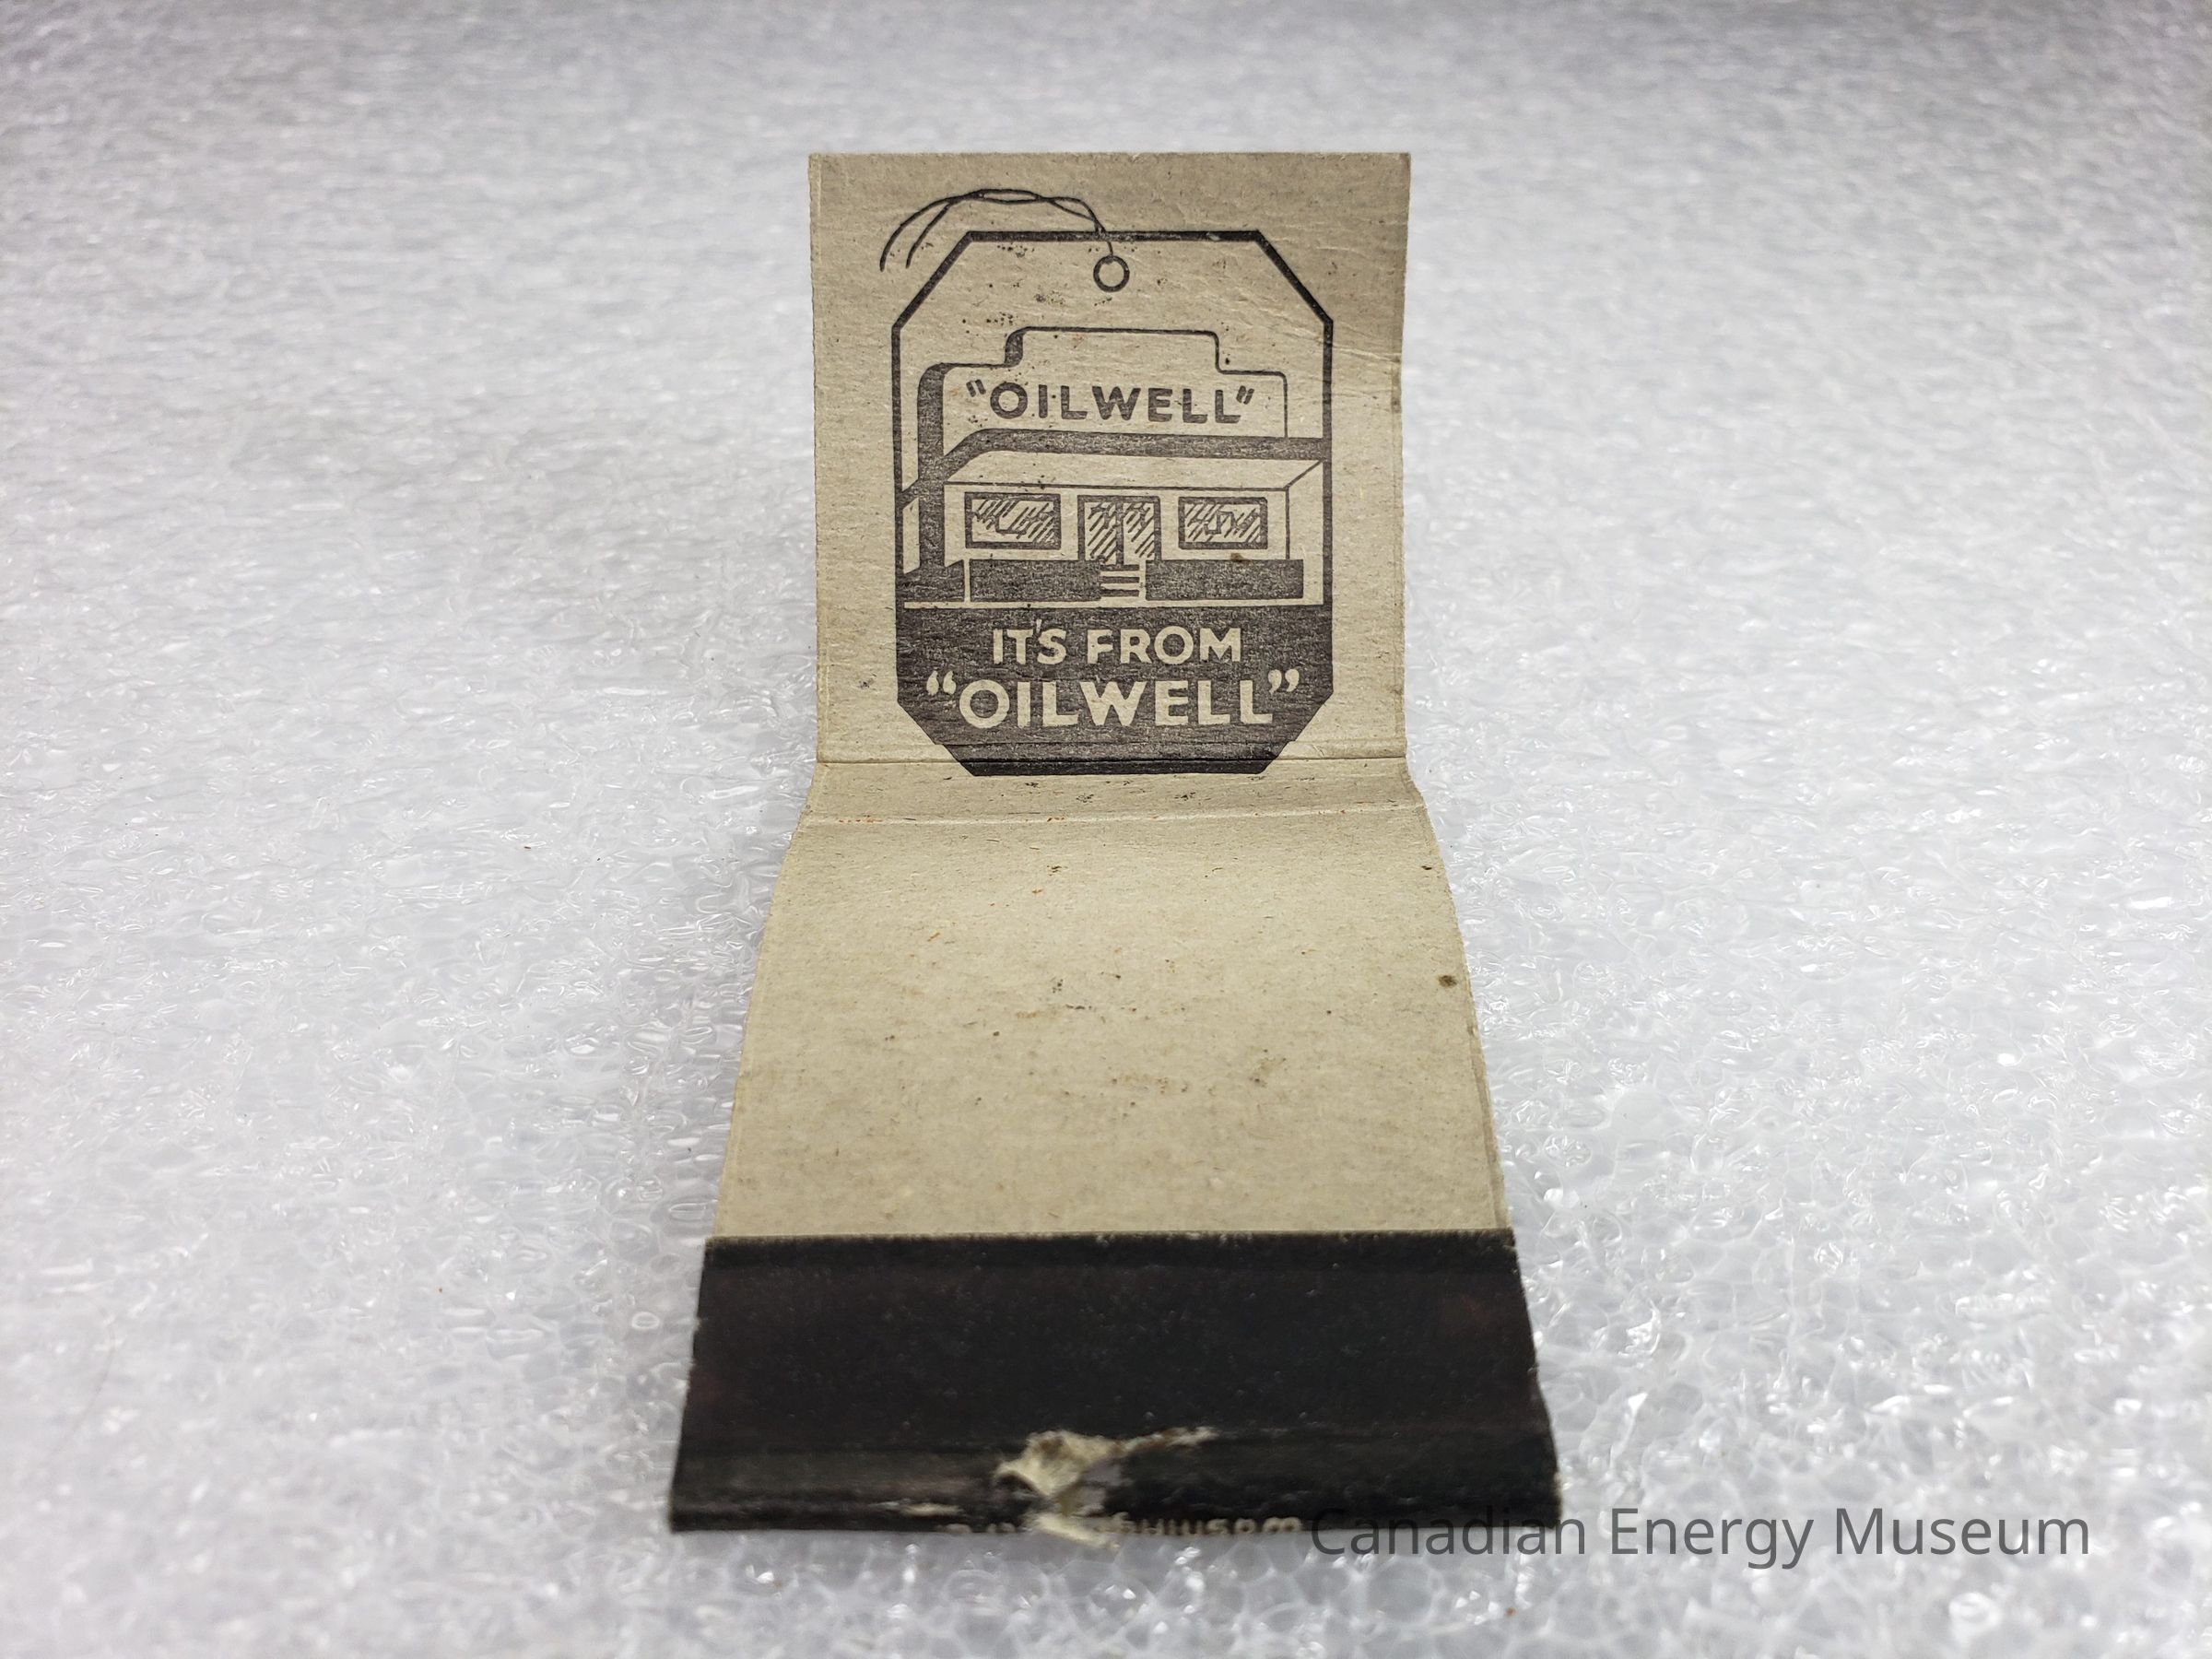 "OILWELL"
IT'S FROM
"OILWELL"
Canadian Energy Museum